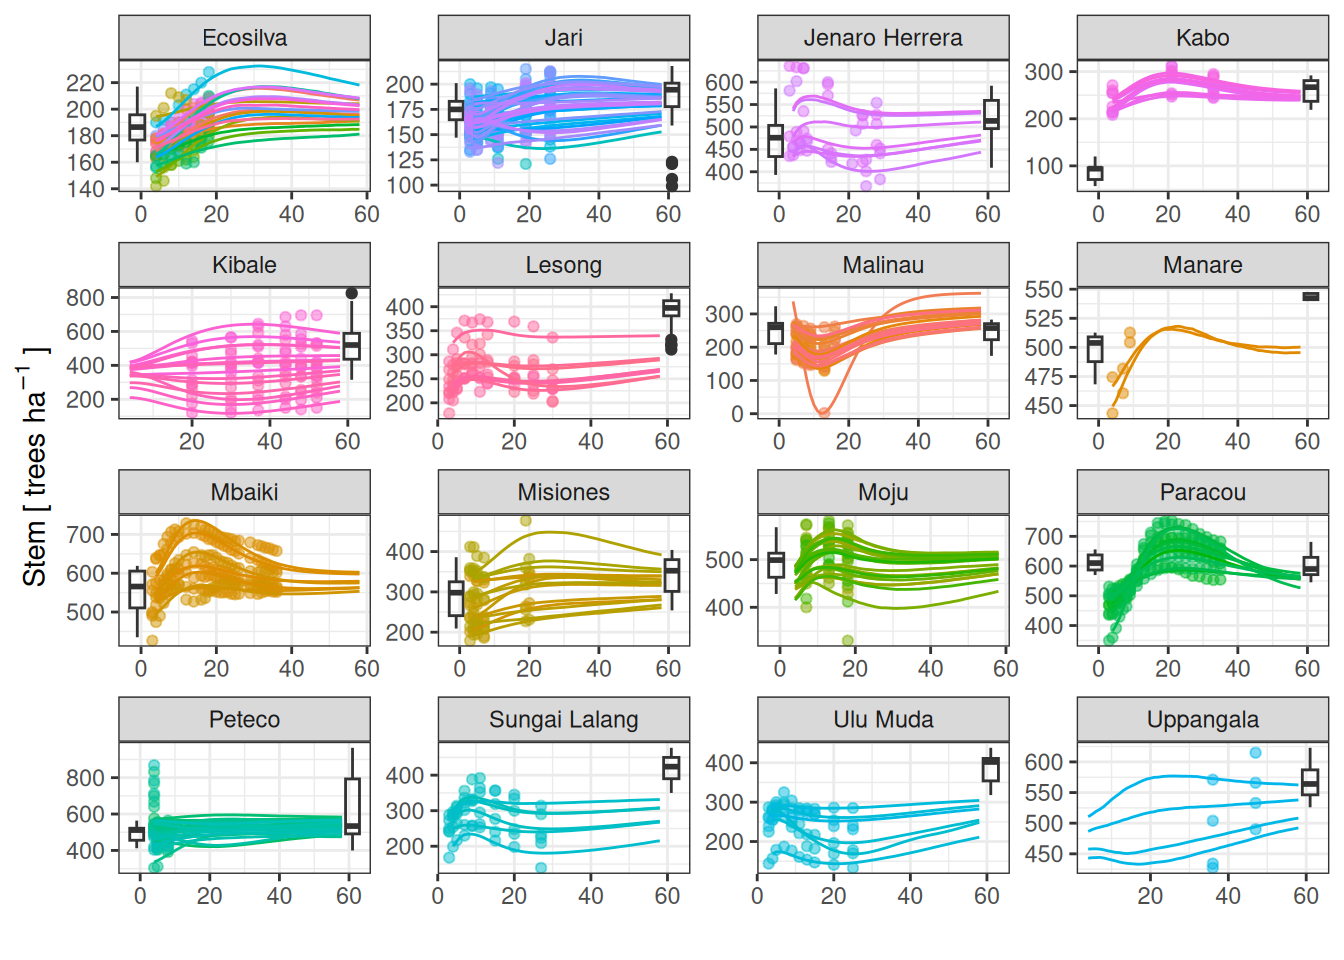 Ecosilva Jari Jenaro Herrera Kabo
220 200 180 160 140
200 175 150 125 100
600 550 500 450 400
300 200 100
0 20 40 60 0 20 40 60 0 20 40 60 0 20 40 60
Kibale Lesong Malinau Manare
800 600 400 200
400 350 300 250 200
300 200 100 0
550 525 500 475 450
20 40 60 0 20 40 60 0 20 40 60 0 20 40 60
Stem [ trees ha⁻¹ ]
Mbaiki Misiones Moju Paracou
700 600 500
400 300 200
500 400
700 600 500 400
0 20 40 60 0 20 40 60 0 20 40 60 0 20 40 60
Peteco Sungai Lalang Ulu Muda Uppangala
800 600 400
400 300 200
400 300 200
600 550 500 450
0 20 40 60 0 20 40 60 0 20 40 60 20 40 60